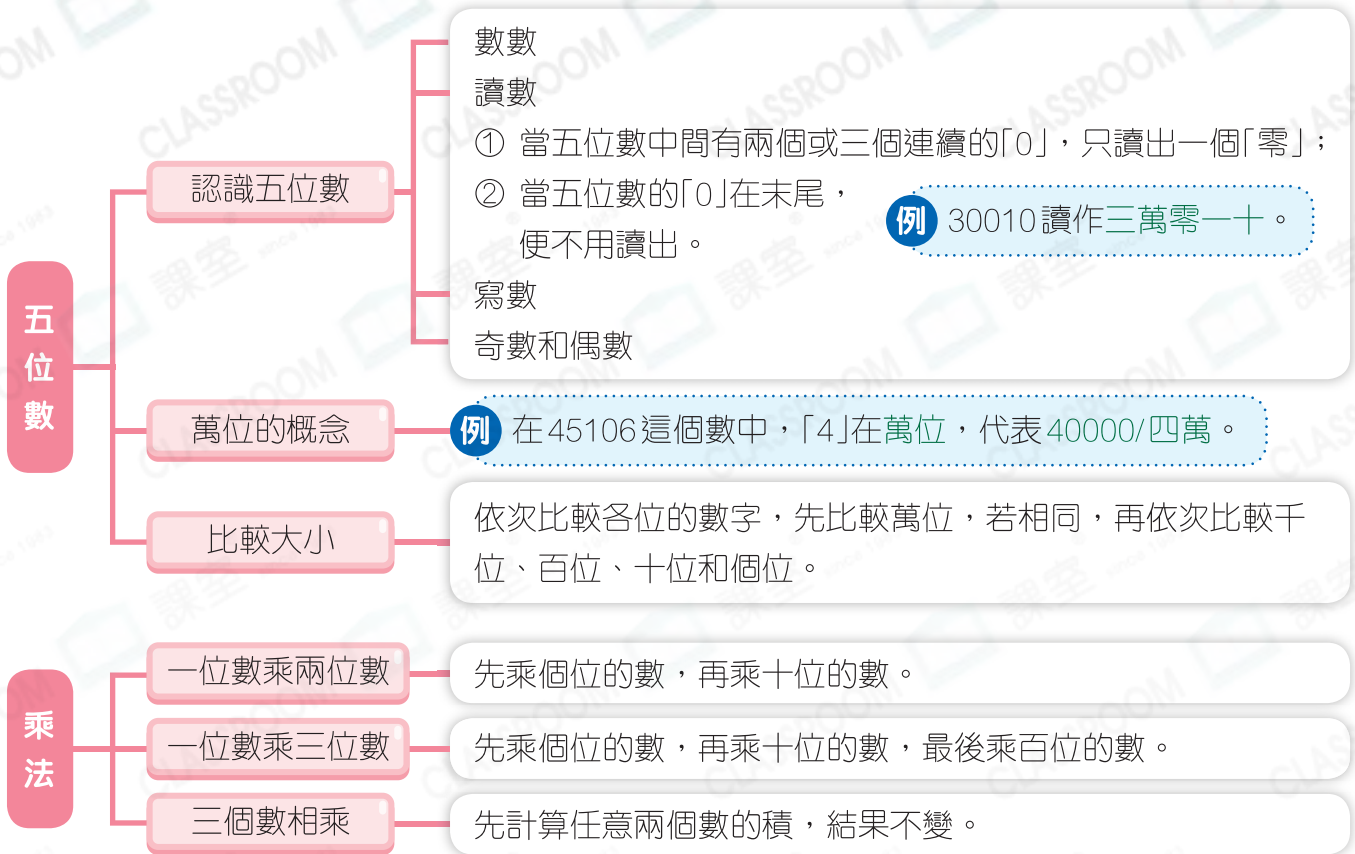 五位數
認識五位數
數數
讀數
① 當五位數中間有兩個或三個連續的「0」，只讀出一個「零」；
② 當五位數的「0」在末尾，
便不用讀出。
例 30010讀作三萬零一十。
寫數
奇數和偶數
萬位的概念
例 在45106這個數中，「4」在萬位，代表40000/四萬。
比較大小
依次比較各位的數字，先比較萬位，若相同，再依次比較千
位、百位、十位和個位。
乘法
一位數乘兩位數
先乘個位的數，再乘十位的數。
一位數乘三位數
先乘個位的數，再乘十位的數，最後乘百位的數。
三個數相乘
先計算任意兩個數的積，結果不變。
課室 CLASSROOM
® since 1983